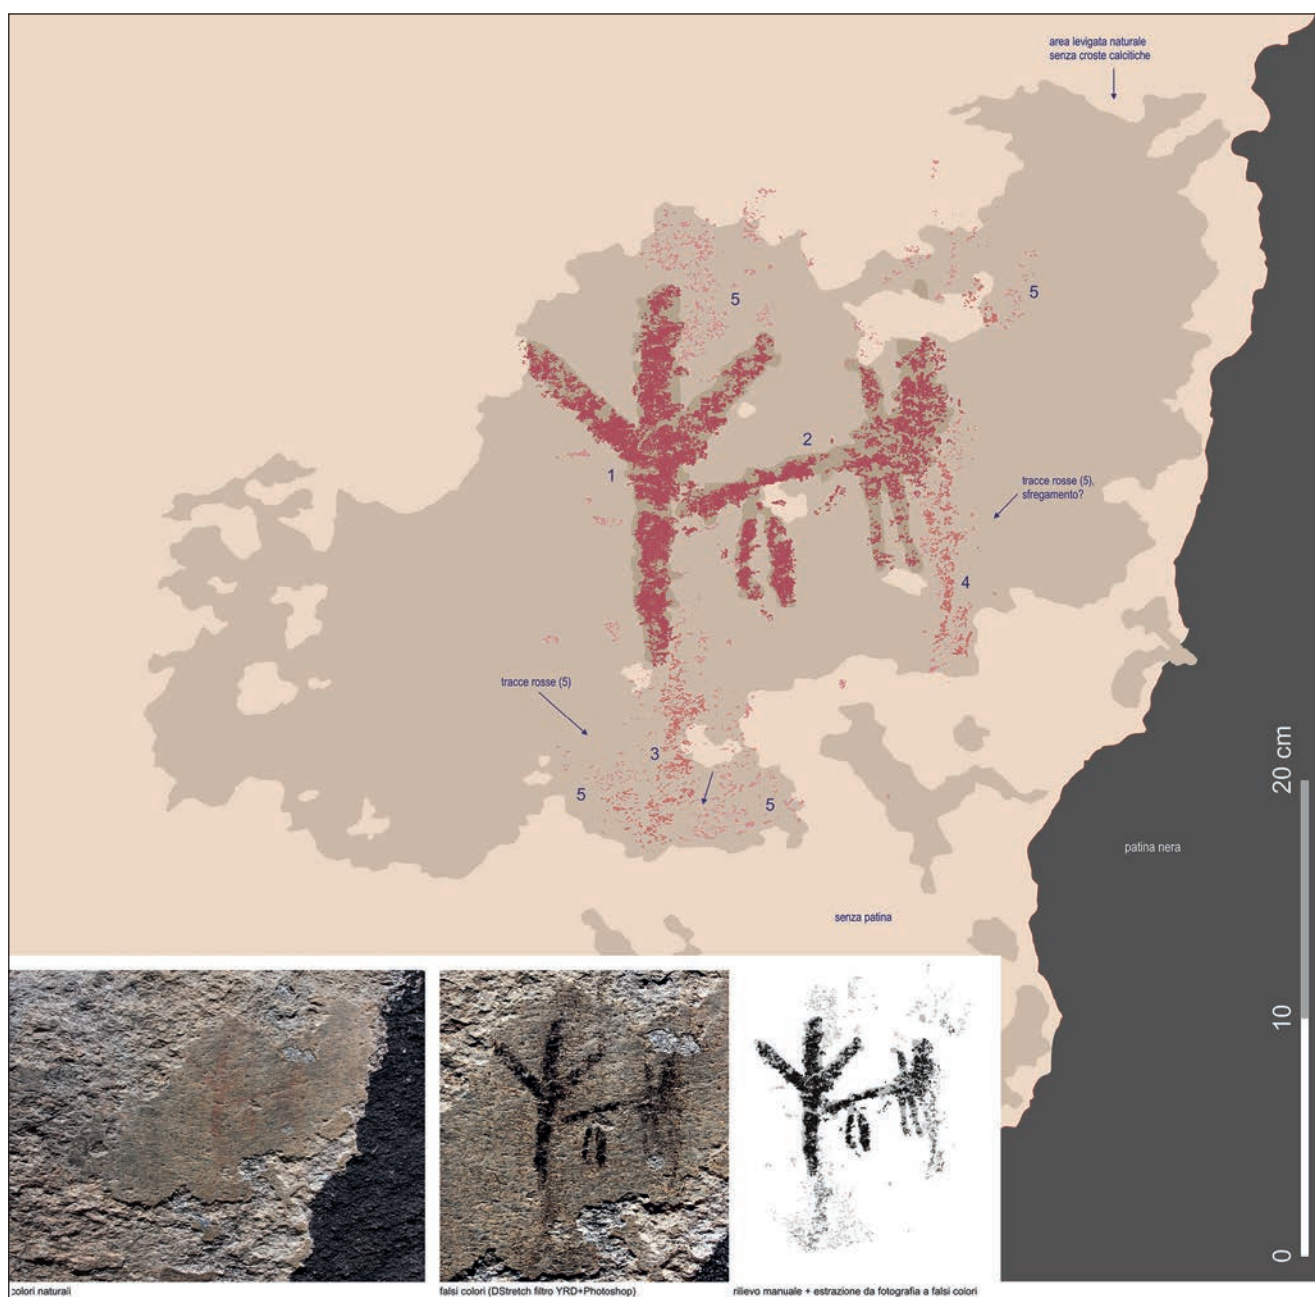 area levigata naturale
senza croste calcitiche
5
5
2
1
tracce rosse (5),
sfregamento?
4
tracce rosse (5)
3
5
5
20 cm
patina nera
senza patina
10
0
colori naturali
falsi colori (DStretch filtro YRD+Photoshop)
rilievo manuale + estrazione da fotografia a falsi colori